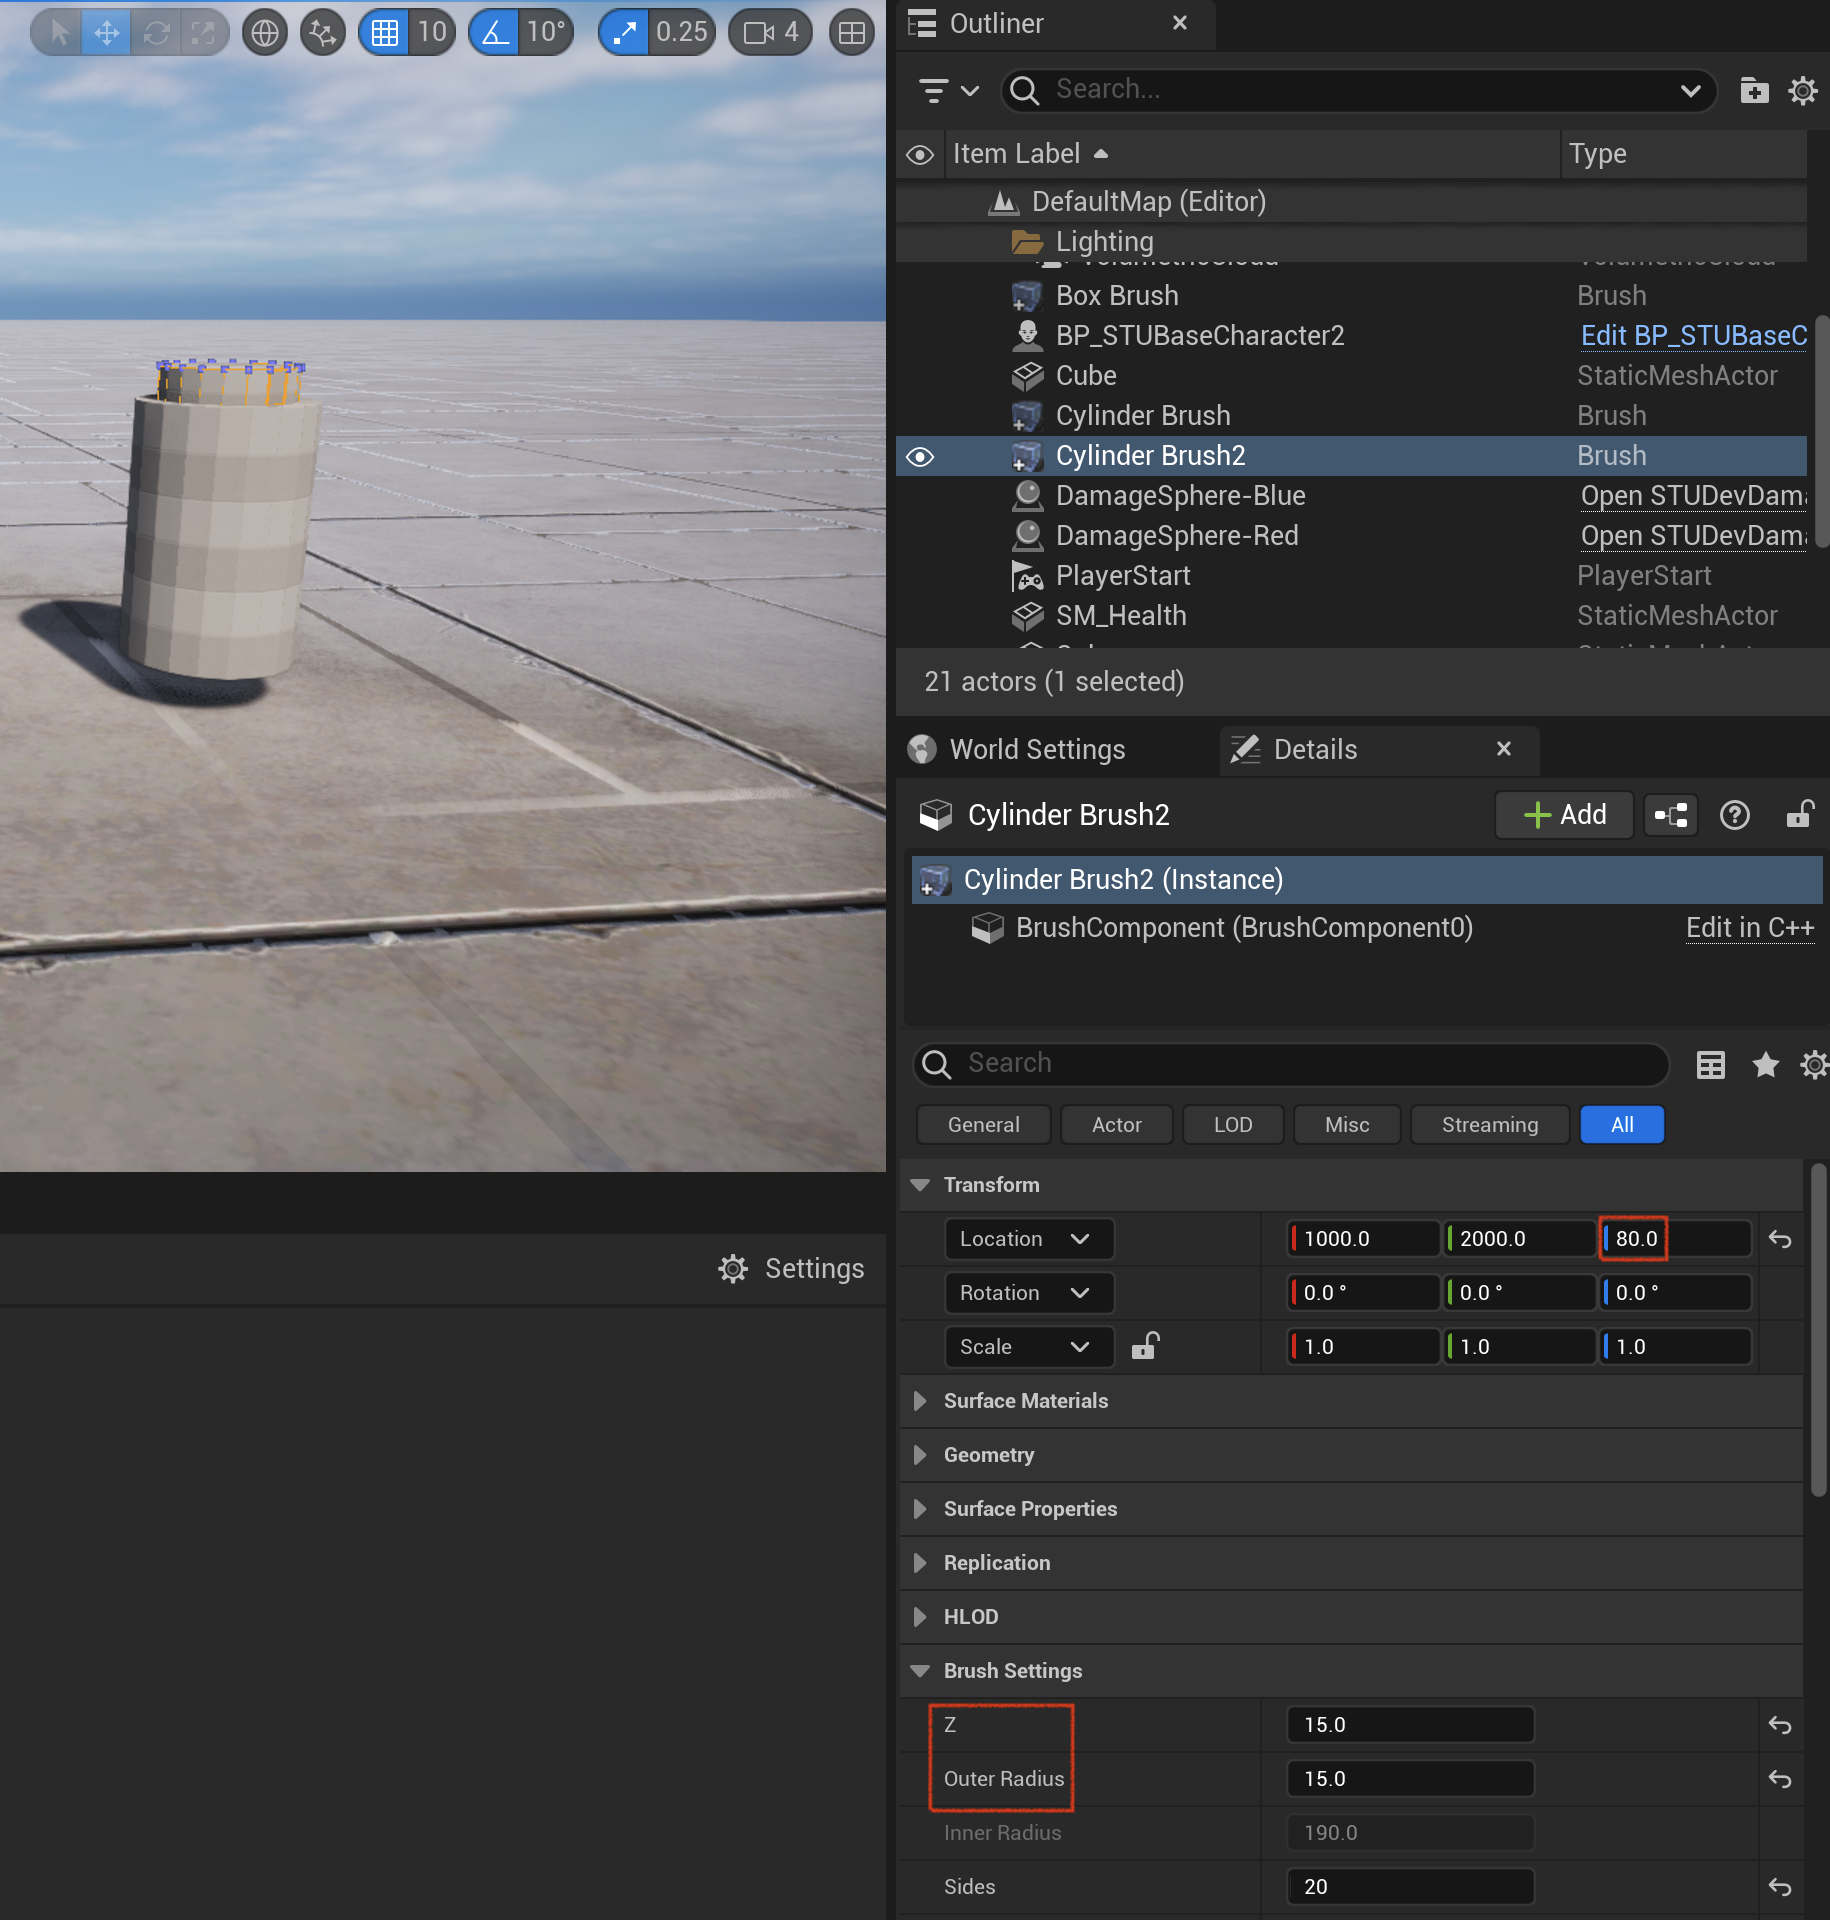 10
10°
0.25
4
Outliner
Search...
Item Label
Type
DefaultMap (Editor)
Lighting
Box Brush
Brush
BP_STUBaseCharacter2
Edit BP_STUBaseC
Cube
StaticMeshActor
Cylinder Brush
Brush
Cylinder Brush2
Brush
DamageSphere-Blue
Open STUDevDam
DamageSphere-Red
Open STUDevDam
PlayerStart
PlayerStart
SM_Health
StaticMeshActor
21 actors (1 selected)
World Settings
Details
Cylinder Brush2
Add
Cylinder Brush2 (Instance)
BrushComponent (BrushComponent0)
Edit in C++
Search
General
Actor
LOD
Misc
Streaming
All
Transform
Location
1000.0
2000.0
80.0
Settings
Rotation
0.0 °
0.0 °
0.0 °
Scale
1.0
1.0
1.0
Surface Materials
Geometry
Surface Properties
Replication
HLOD
Brush Settings
Z
15.0
Outer Radius
15.0
Inner Radius
190.0
Sides
20